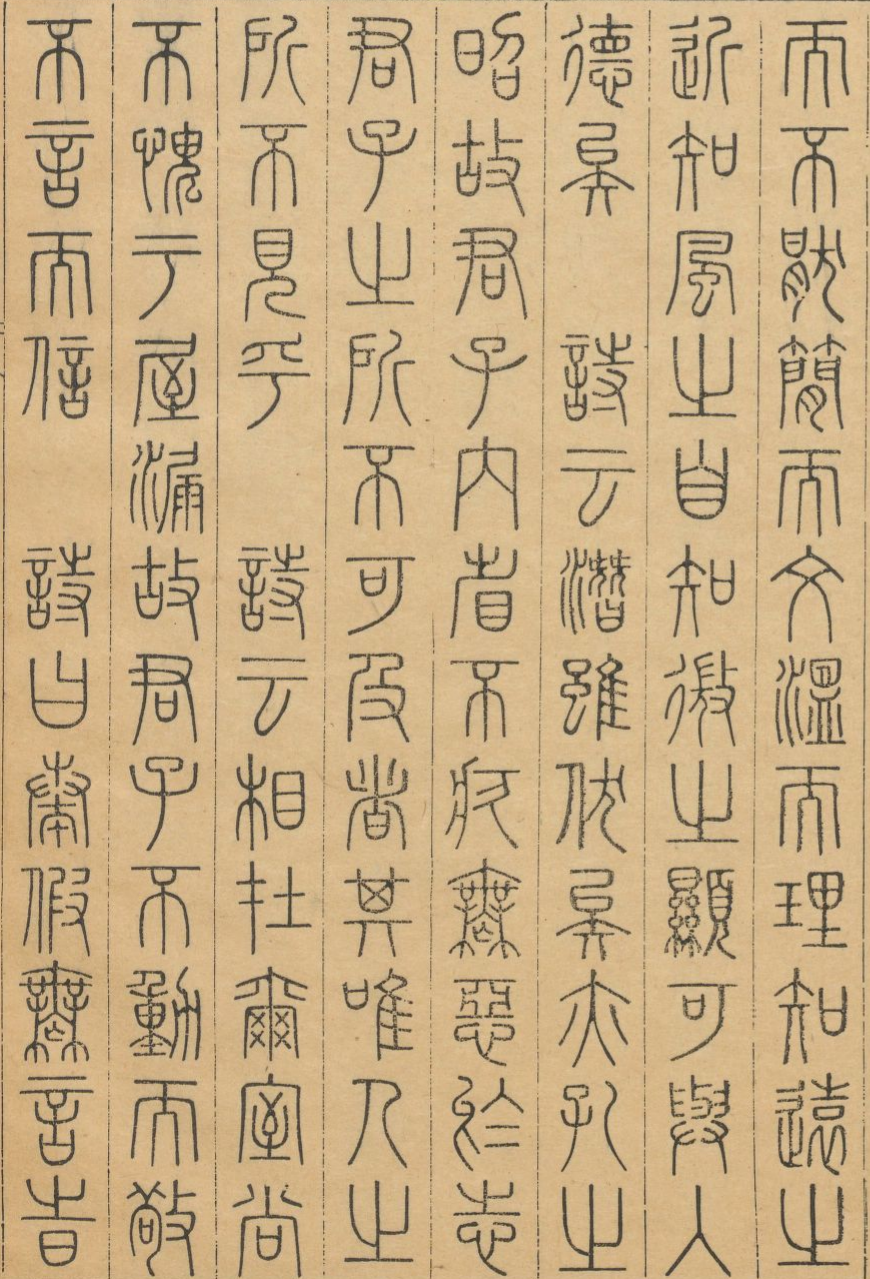 而不厭簡而文溫而理知遠之
近知風之自知微之顯可與入
德矣　詩云潛雖伏矣亦孔之
昭故君子內省不疚無惡於志
君子之所不可及者其唯人之
所不見乎　詩云相在爾室尚
不愧于屋漏故君子不動而敬
不言而信　詩曰奏假無言時